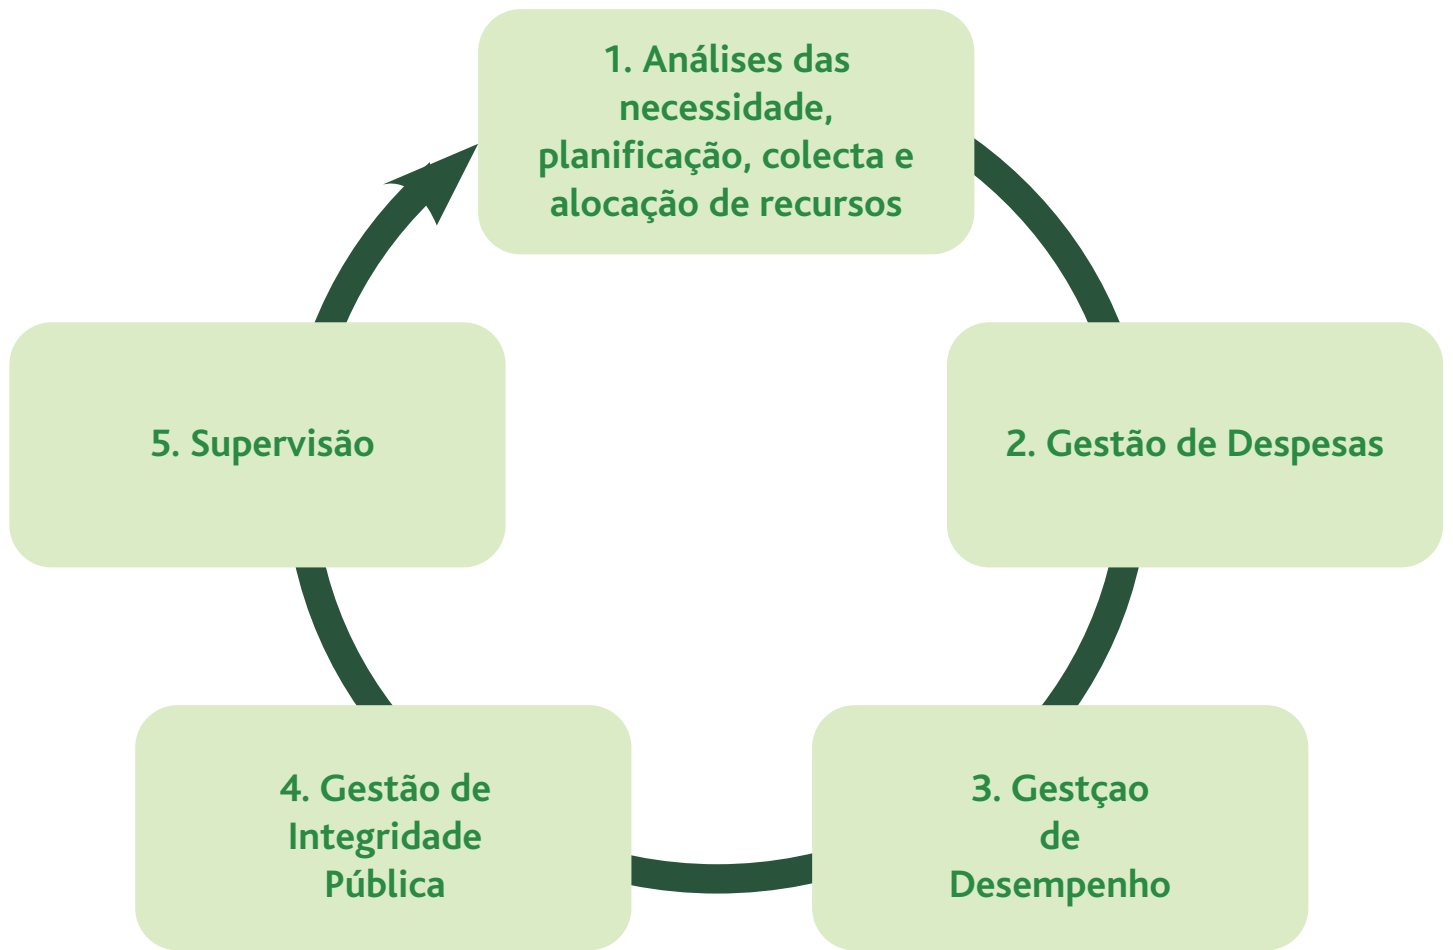 1. Análises das
necessidade,
planificação, colecta e
alocação de recursos
2. Gestão de Despesas
3. Gestçao
de
Desempenho
4. Gestão de
Integridade
Pública
5. Supervisão